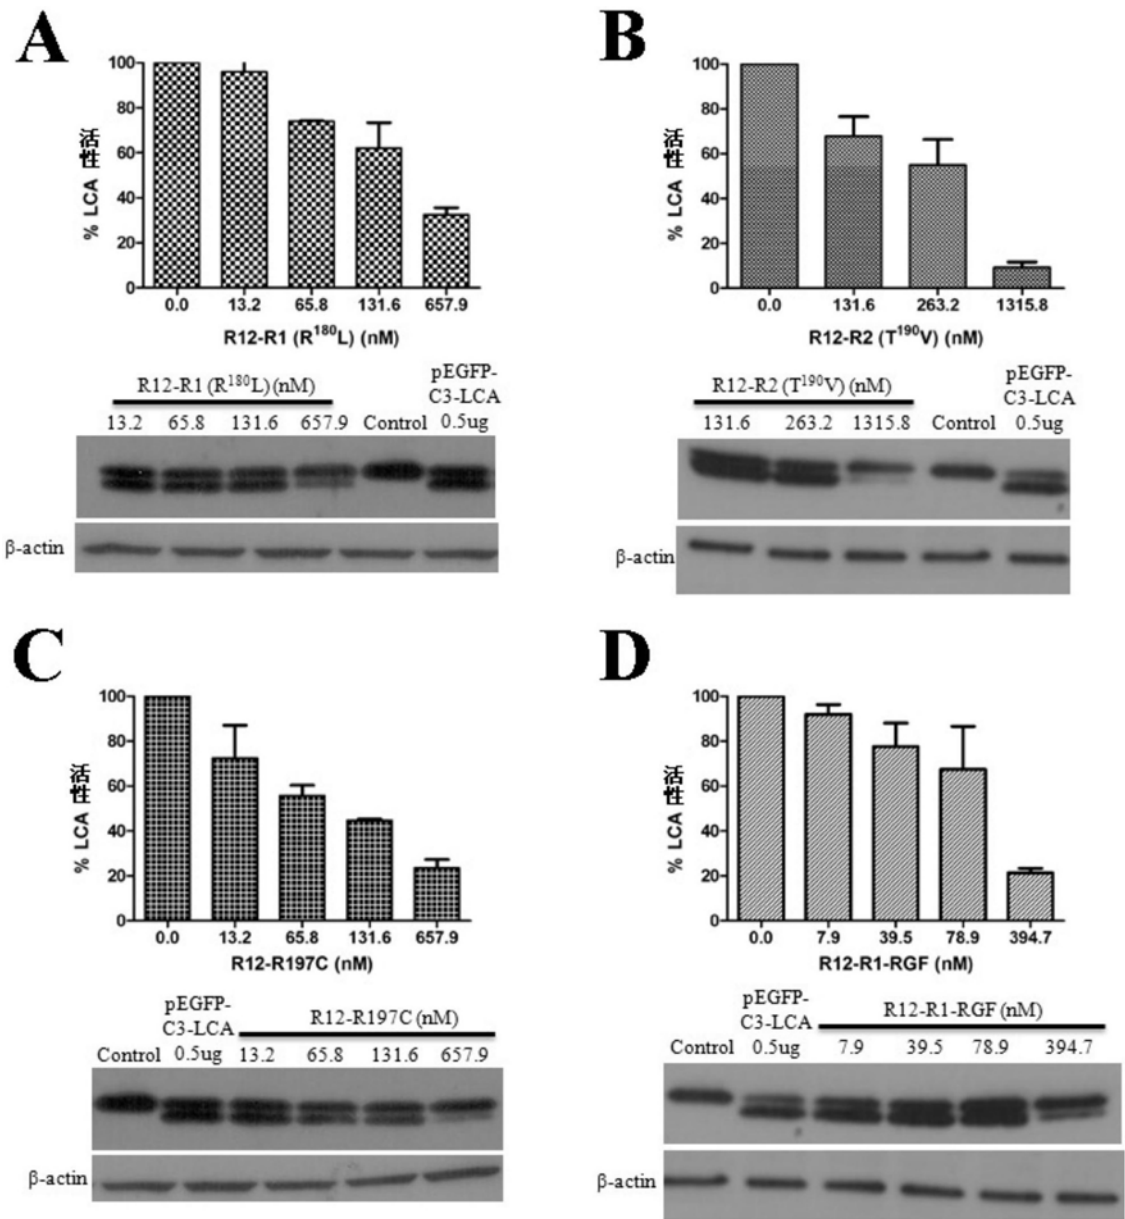 A
100
80
60
40
20
0
% LCA 活性
0.0 13.2 65.8 131.6 657.9
R12-R1 (R¹⁸⁰L) (nM)
R12-R1 (R¹⁸⁰L) (nM)
pEGFP-
C3-LCA
13.2 65.8 131.6 657.9 Control 0.5ug
β-actin
B
100
80
60
40
20
0
% LCA 活性
0.0 131.6 263.2 1315.8
R12-R2 (T¹⁹⁰V) (nM)
R12-R2 (T¹⁹⁰V) (nM)
pEGFP-
C3-LCA
131.6 263.2 1315.8 Control 0.5ug
β-actin
C
100
80
60
40
20
0
% LCA 活性
0.0 13.2 65.8 131.6 657.9
R12-R197C (nM)
pEGFP-
C3-LCA
R12-R197C (nM)
Control 0.5ug 13.2 65.8 131.6 657.9
β-actin
D
100
80
60
40
20
0
% LCA 活性
0.0 7.9 39.5 78.9 394.7
R12-R1-RGF (nM)
pEGFP-
C3-LCA
R12-R1-RGF (nM)
Control 0.5ug 7.9 39.5 78.9 394.7
β-actin